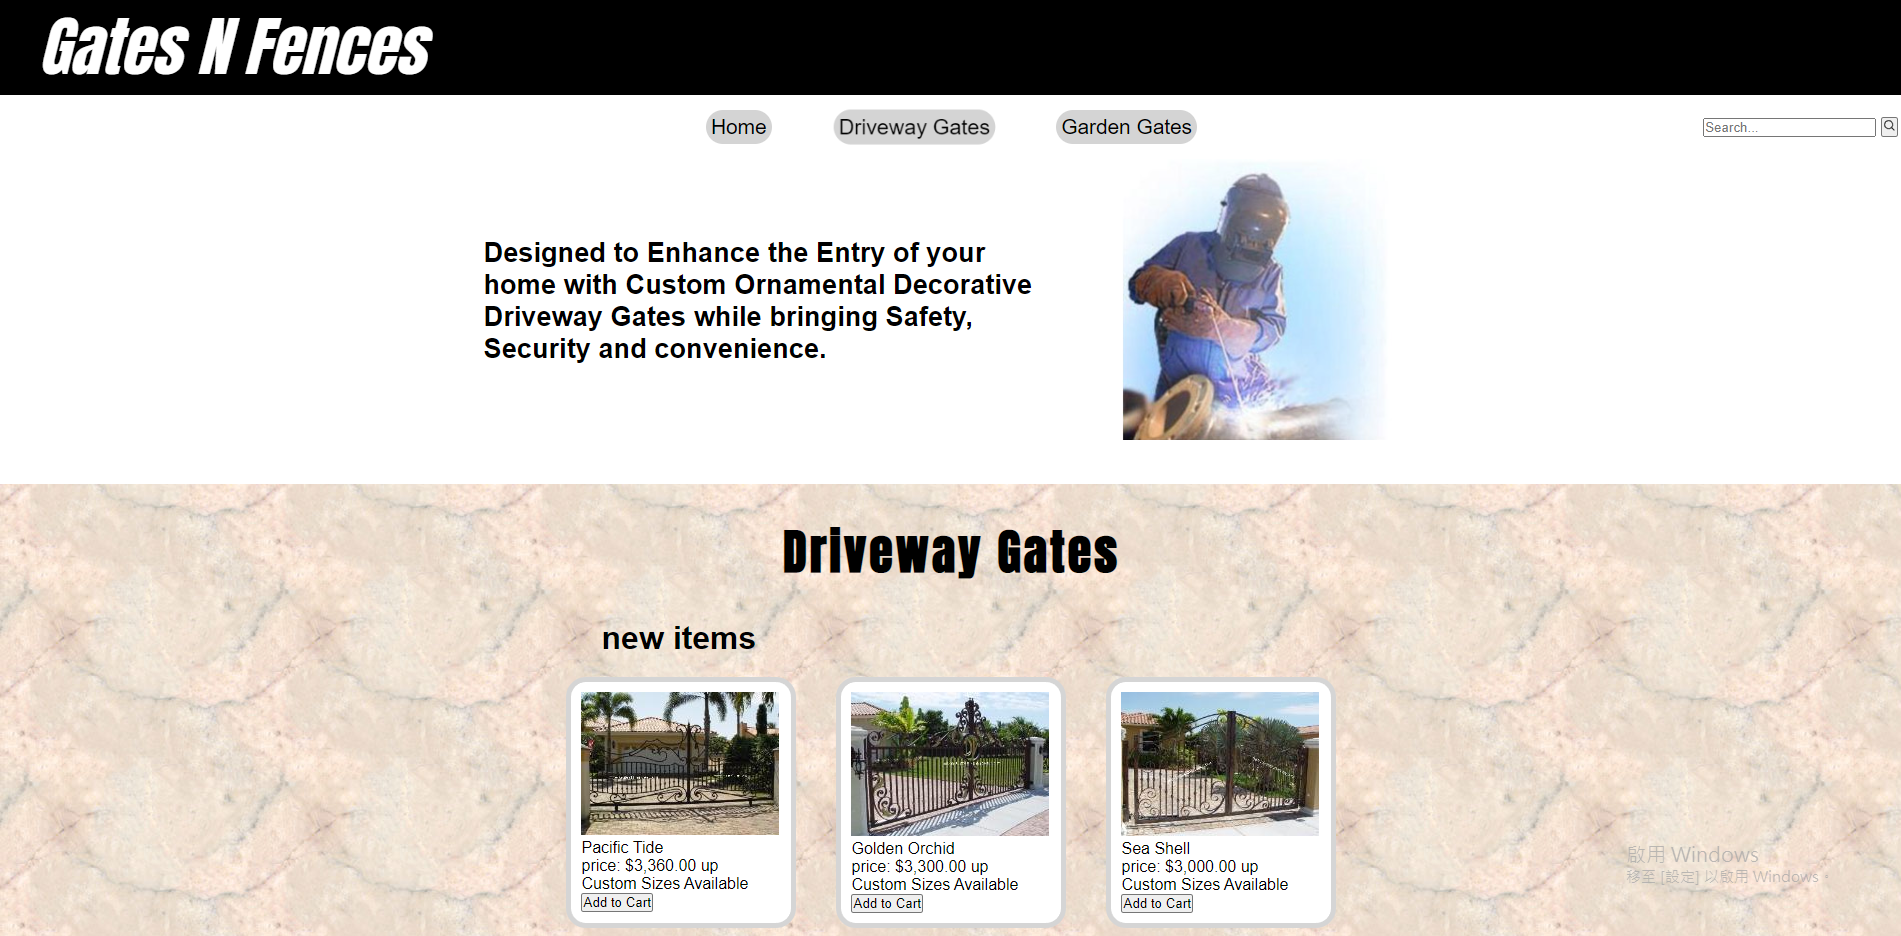 Gates N Fences
Home
Driveway Gates
Garden Gates
Search...
Designed to Enhance the Entry of your
home with Custom Ornamental Decorative
Driveway Gates while bringing Safety,
Security and convenience.
Driveway Gates
new items
Pacific Tide
price: $3,360.00 up
Custom Sizes Available
Add to Cart
Golden Orchid
price: $3,300.00 up
Custom Sizes Available
Add to Cart
Sea Shell
price: $3,000.00 up
Custom Sizes Available
Add to Cart
啟用 Windows
移至 [設定] 以啟用 Windows。